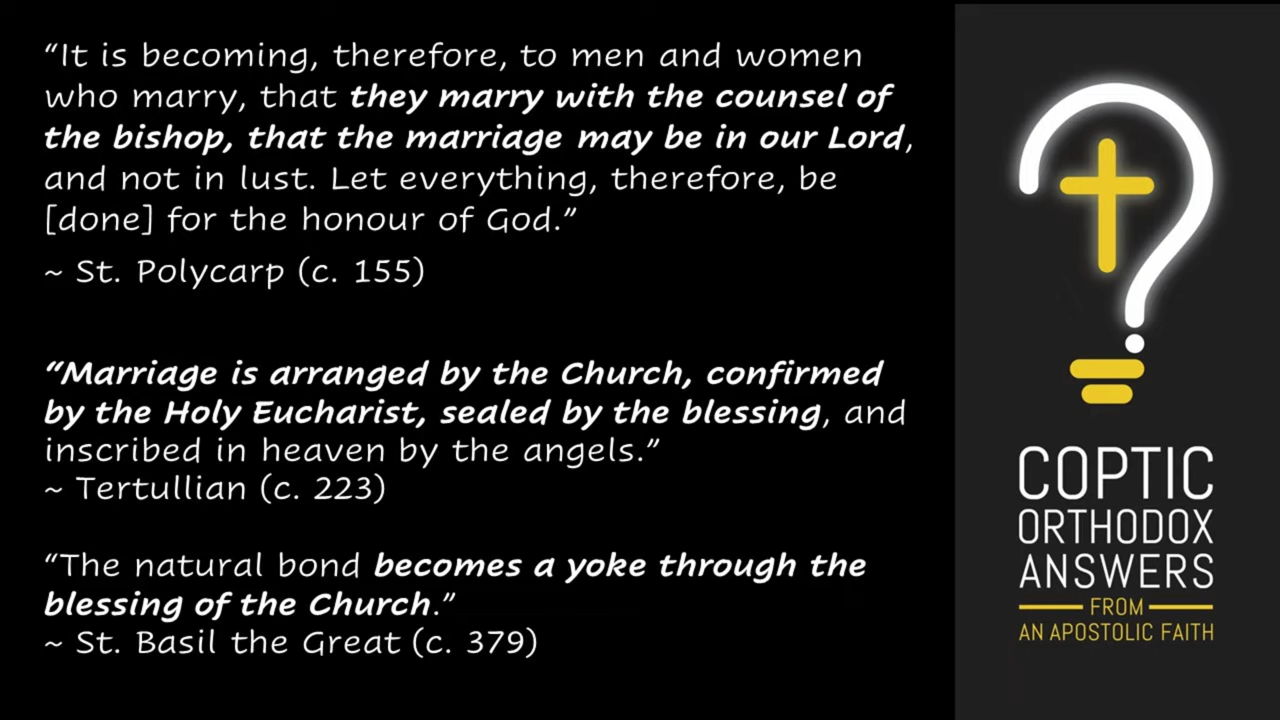 “It is becoming, therefore, to men and women
who marry, that they marry with the counsel of
the bishop, that the marriage may be in our Lord,
and not in lust. Let everything, therefore, be
[done] for the honour of God.”
~ St. Polycarp (c. 155)
“Marriage is arranged by the Church, confirmed
by the Holy Eucharist, sealed by the blessing, and
inscribed in heaven by the angels.”
~ Tertullian (c. 223)
“The natural bond becomes a yoke through the
blessing of the Church.”
~ St. Basil the Great (c. 379)
COPTIC
ORTHODOX
ANSWERS
FROM
AN APOSTOLIC FAITH